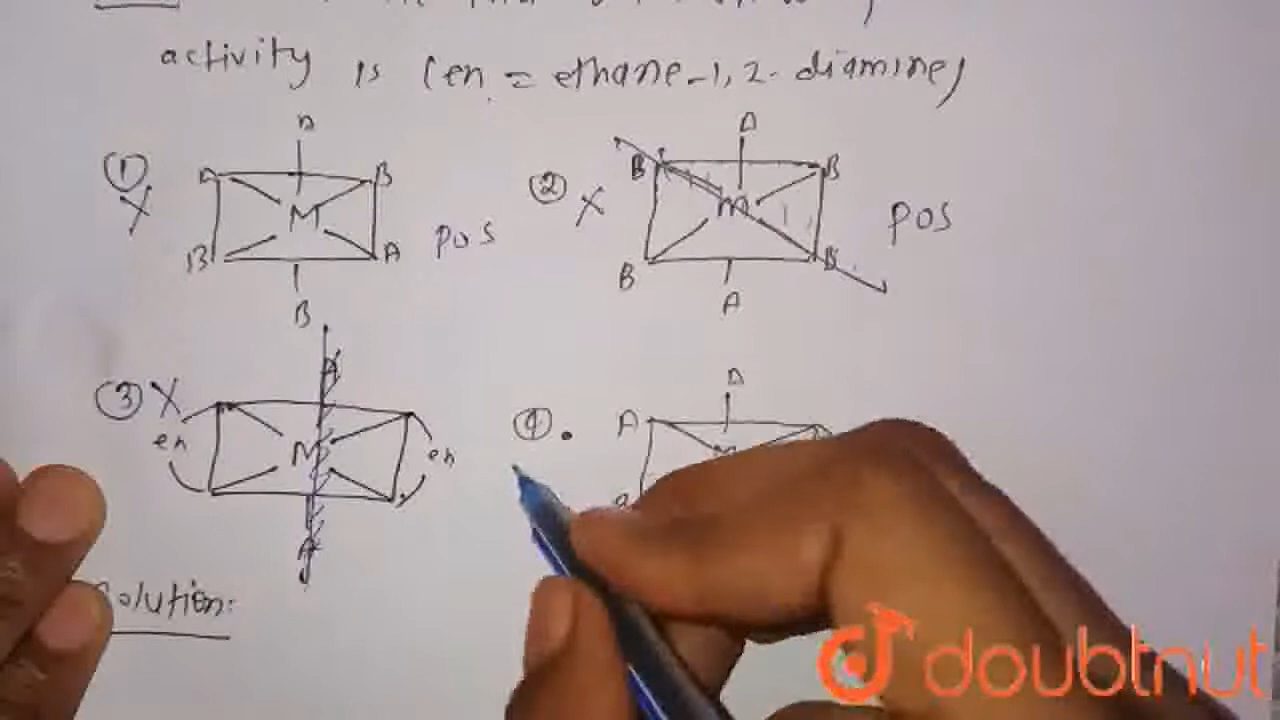 activity is (en = ethane-1,2-diamine)
A A
① A B ② B B
X M POS X M POS
B A B B
B A
A A
③ X ④ A
en M en
A
Solution:
doubtnut